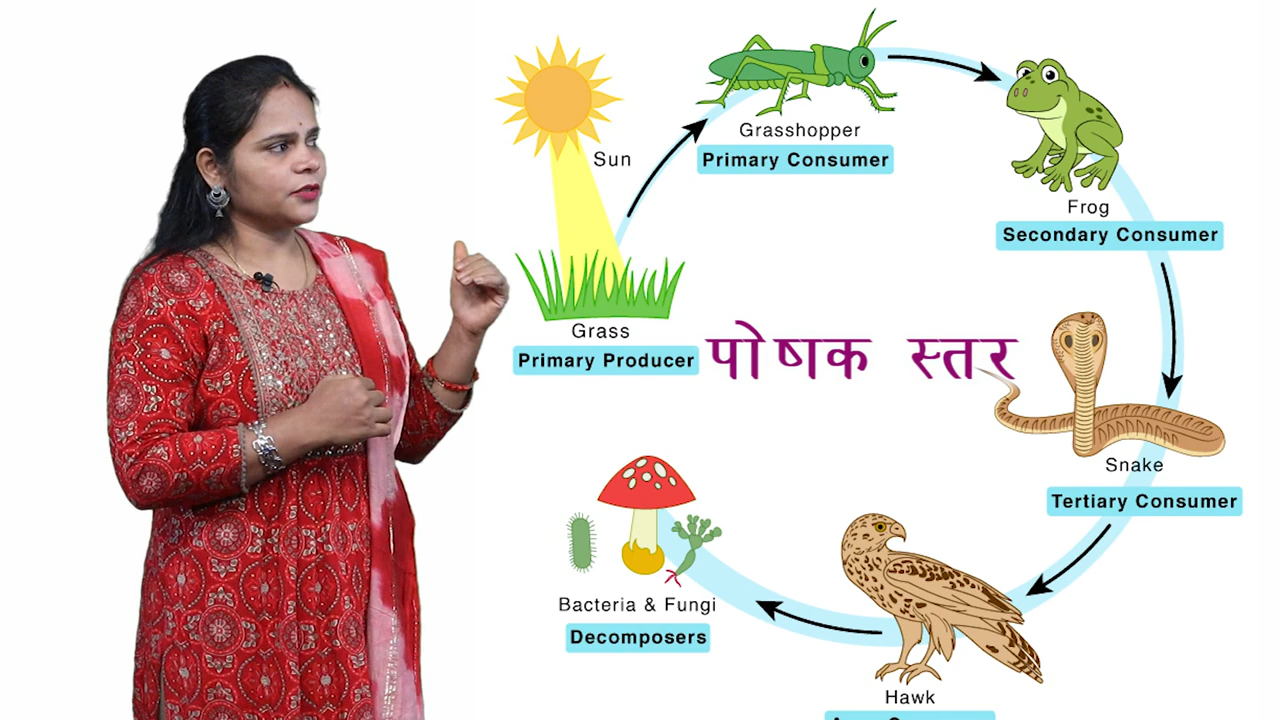 Sun
Grasshopper
Primary Consumer
Frog
Secondary Consumer
Grass
Primary Producer
पोषक स्तर
Snake
Tertiary Consumer
Bacteria & Fungi
Decomposers
Hawk